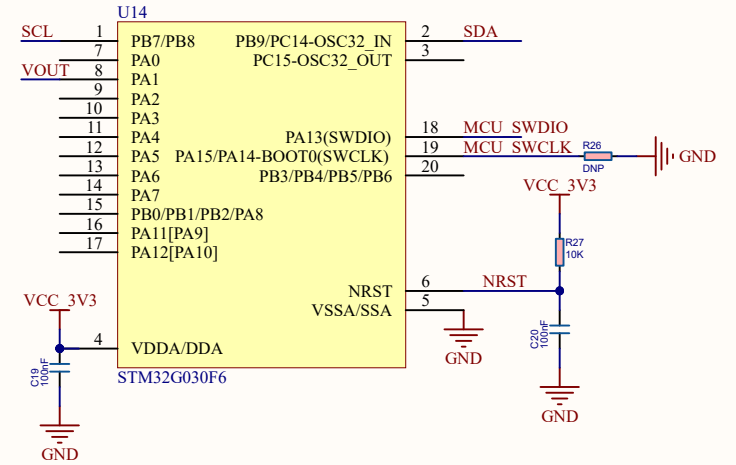 U14
SCL 1 PB7/PB8 PB9/PC14-OSC32_IN 2 SDA
7 PA0 PC15-OSC32_OUT 3
VOUT 8 PA1
9 PA2
10 PA3
11 PA4 PA13(SWDIO) 18 MCU_SWDIO
12 PA5 PA15/PA14-BOOT0(SWCLK) 19 MCU_SWCLK R26 DNP GND
13 PA6 PB3/PB4/PB5/PB6 20
14 PA7
15 PB0/PB1/PB2/PA8
16 PA11[PA9]
17 PA12[PA10]
VCC_3V3
R27
10K
NRST 6 NRST
VSSA/SSA 5
GND
C20
100nF
GND
VCC_3V3
4 VDDA/DDA
C19
100nF
GND
STM32G030F6